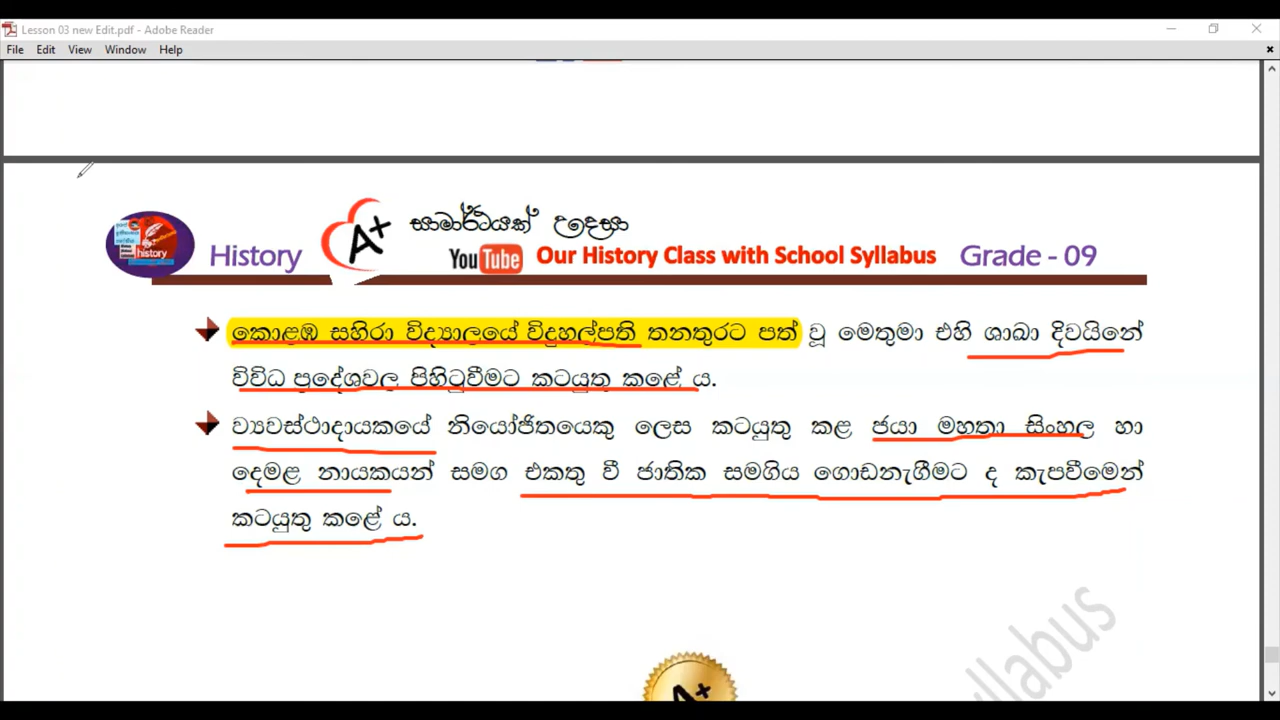 Lesson 03 new Edit.pdf - Adobe Reader
File Edit View Window Help
සාමාර්ථයක් උදෙසා
History A+ YouTube Our History Class with School Syllabus Grade - 09
history
කොළඹ සහිරා විද්‍යාලයේ විදුහල්පති තනතුරට පත් වූ මෙතුමා එහි ශාඛා දිවයිනේ
විවිධ ප්‍රදේශවල පිහිටුවීමට කටයුතු කළේ ය.
ව්‍යවස්ථාදායකයේ නියෝජිතයෙකු ලෙස කටයුතු කළ ජයා මහතා සිංහල හා
දෙමළ නායකයන් සමග එකතු වී ජාතික සමගිය ගොඩනැගීමට ද කැපවීමෙන්
කටයුතු කළේ ය.
A+